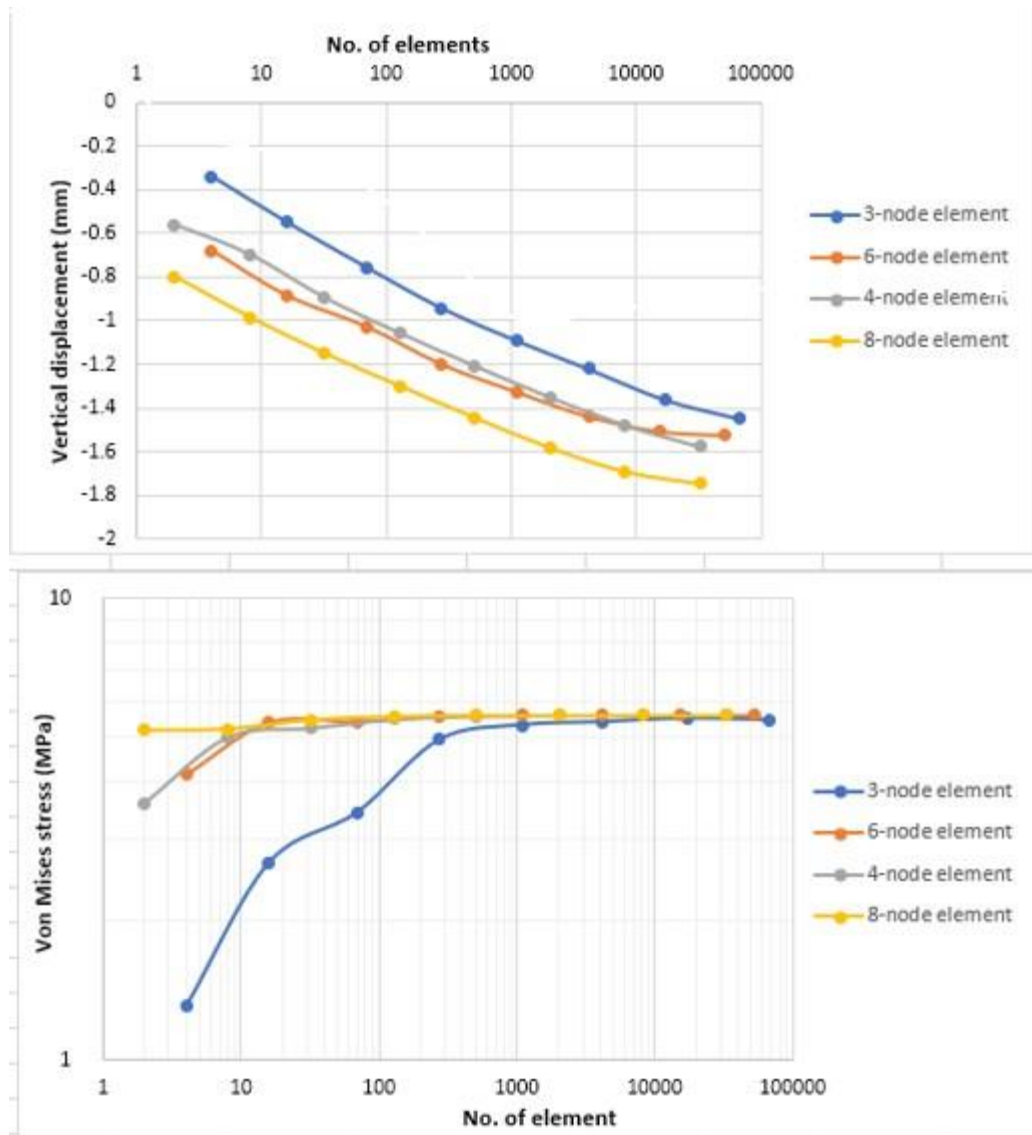 No. of elements
1 10 100 1000 10000 100000
0
-0.2
-0.4
-0.6
-0.8
-1
-1.2
-1.4
-1.6
-1.8
-2
Vertical displacement (mm)
3-node element
6-node element
4-node element
8-node element
10
1
Von Mises stress (MPa)
1 10 100 1000 10000 100000
No. of element
3-node element
6-node element
4-node element
8-node element